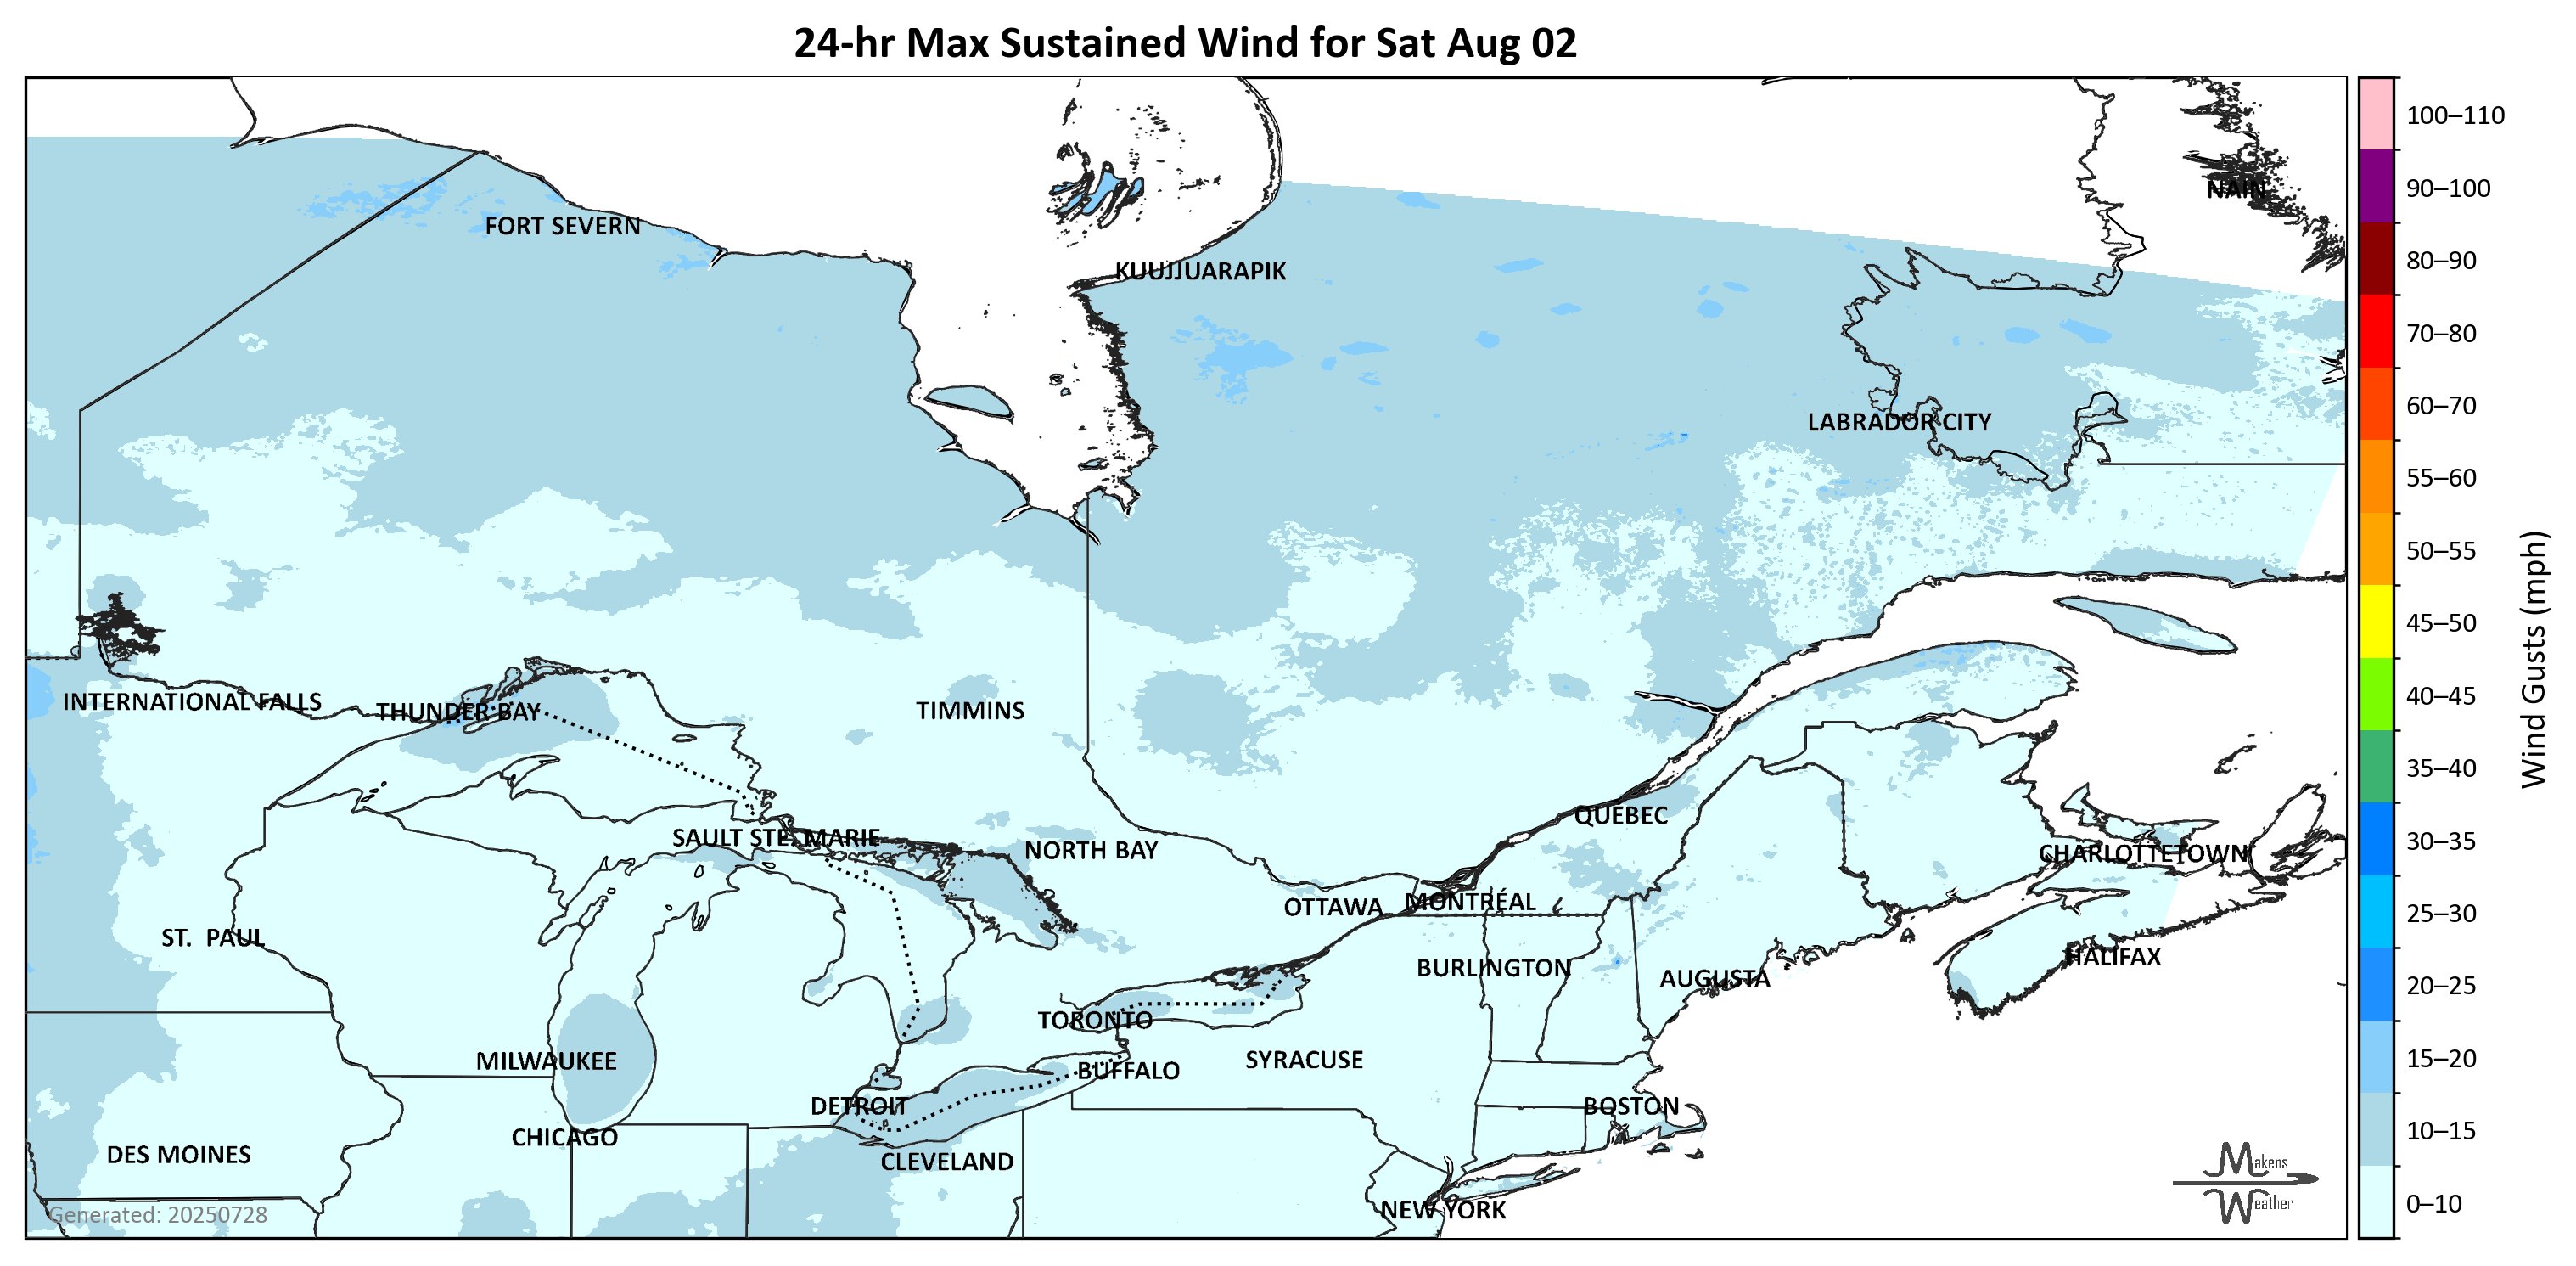 24-hr Max Sustained Wind for Sat Aug 02
100–110
90–100
NAIN
FORT SEVERN
80–90
KUUJJUARAPIK
70–80
60–70
LABRADOR CITY
55–60
50–55
45–50
Wind Gusts (mph)
40–45
INTERNATIONAL FALLS
THUNDER BAY
TIMMINS
35–40
QUEBEC
30–35
SAULT STE. MARIE
NORTH BAY
CHARLOTTETOWN
OTTAWA
MONTRÉAL
25–30
ST. PAUL
HALIFAX
BURLINGTON
AUGUSTA
20–25
TORONTO
MILWAUKEE
SYRACUSE
15–20
BUFFALO
DETROIT
BOSTON
CHICAGO
10–15
DES MOINES
CLEVELAND
Makens
Weather
0–10
NEW YORK
Generated: 20250728